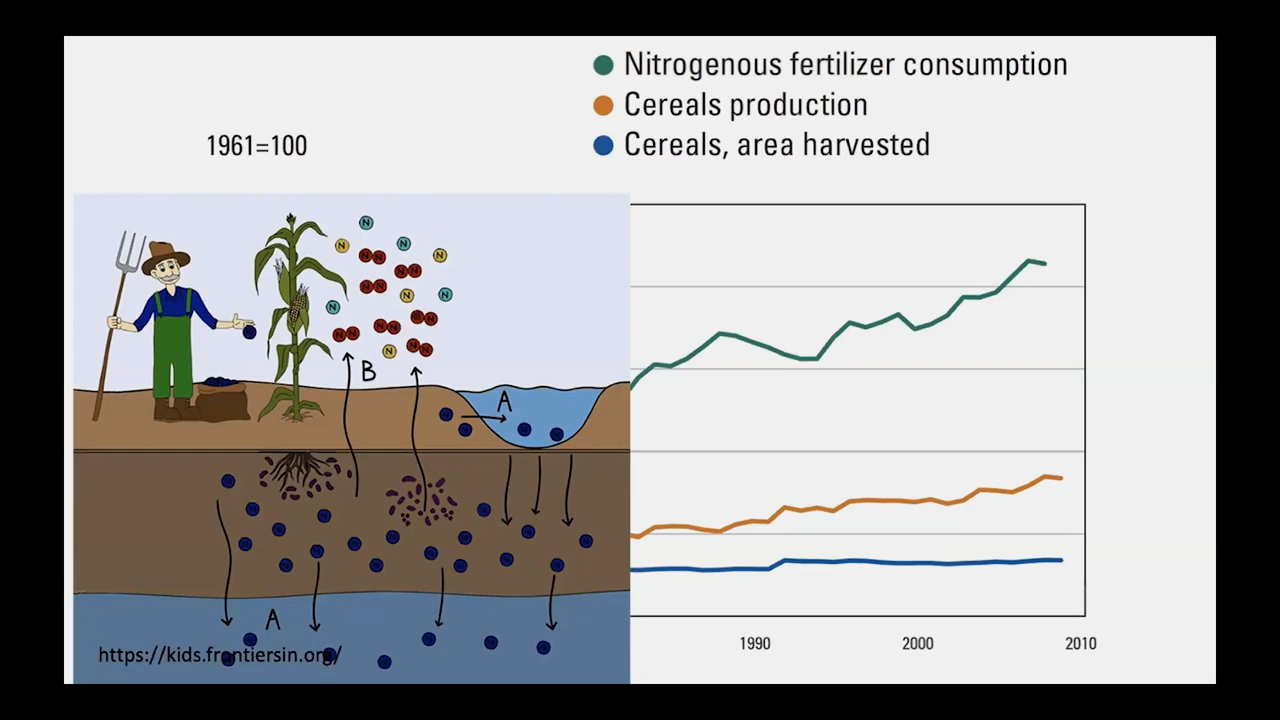 Nitrogenous fertilizer consumption
Cereals production
Cereals, area harvested
1961=100
B
A
A
https://kids.frontiersin.org/
1990
2000
2010